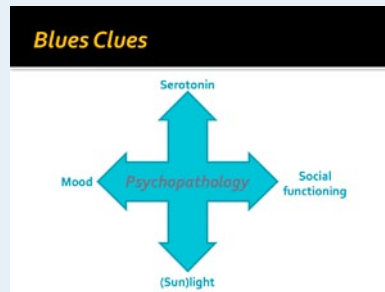 Blues Clues
Serotonin
Mood
Psychopathology
Social
functioning
(Sun)light